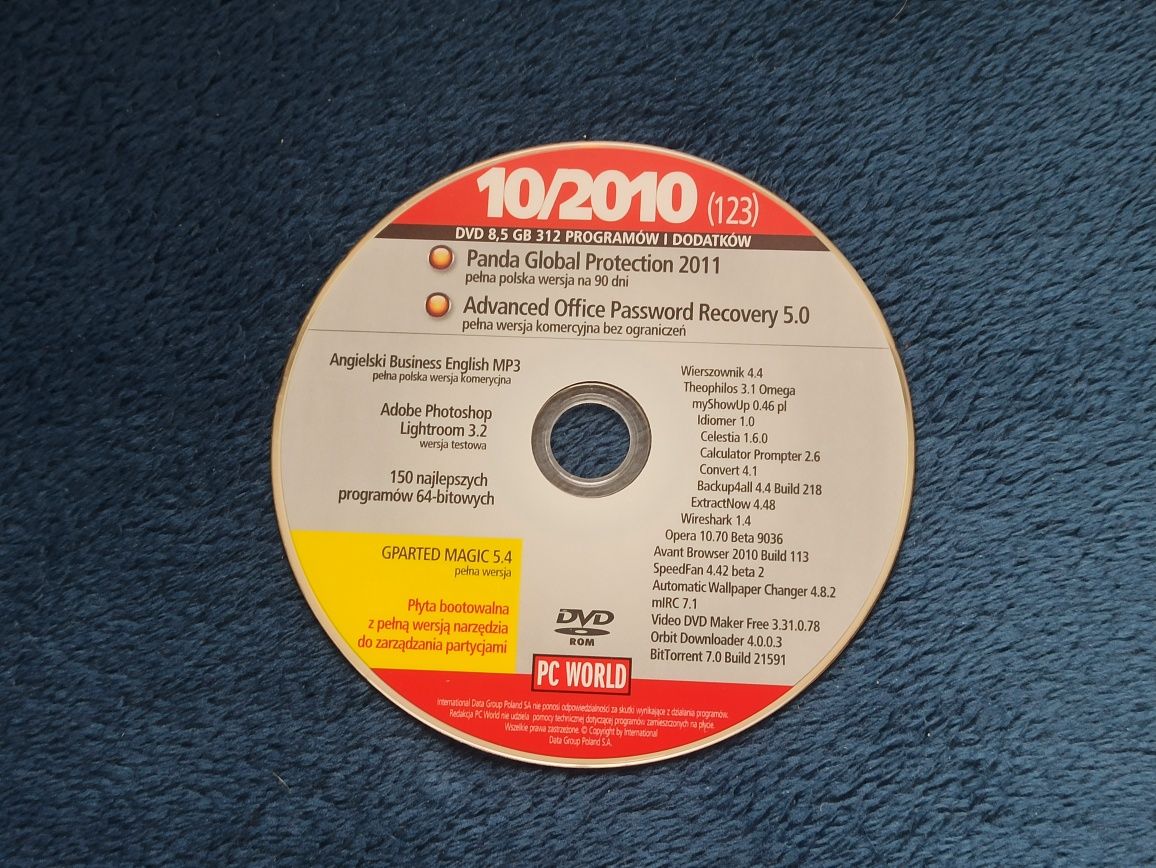 10/2010 (123)
DVD 8,5 GB 312 PROGRAMÓW I DODATKÓW
Panda Global Protection 2011
pełna polska wersja na 90 dni
Advanced Office Password Recovery 5.0
pełna wersja komercyjna bez ograniczeń
Angielski Business English MP3
pełna polska wersja komeryjna
Adobe Photoshop
Lightroom 3.2
wersja testowa
150 najlepszych
programów 64-bitowych
GPARTED MAGIC 5.4
pełna wersja
Płyta bootowalna
z pełną wersją narzędzia
do zarządzania partycjami
Wierszownik 4.4
Theophilos 3.1 Omega
myShowUp 0.46 pl
Idiomer 1.0
Celestia 1.6.0
Calculator Prompter 2.6
Convert 4.1
Backup4all 4.4 Build 218
ExtractNow 4.48
Wireshark 1.4
Opera 10.70 Beta 9036
Avant Browser 2010 Build 113
SpeedFan 4.42 beta 2
Automatic Wallpaper Changer 4.8.2
mIRC 7.1
Video DVD Maker Free 3.31.0.78
Orbit Downloader 4.0.0.3
BitTorrent 7.0 Build 21591
DVD
ROM
PC WORLD
International Data Group Poland SA nie ponosi odpowiedzialności za skutki wynikające z działania programów.
Redakcja PC World nie udziela pomocy technicznej dotyczącej programów zamieszczonych na płycie.
Wszelkie prawa zastrzeżone. © Copyright by International
Data Group Poland S.A.